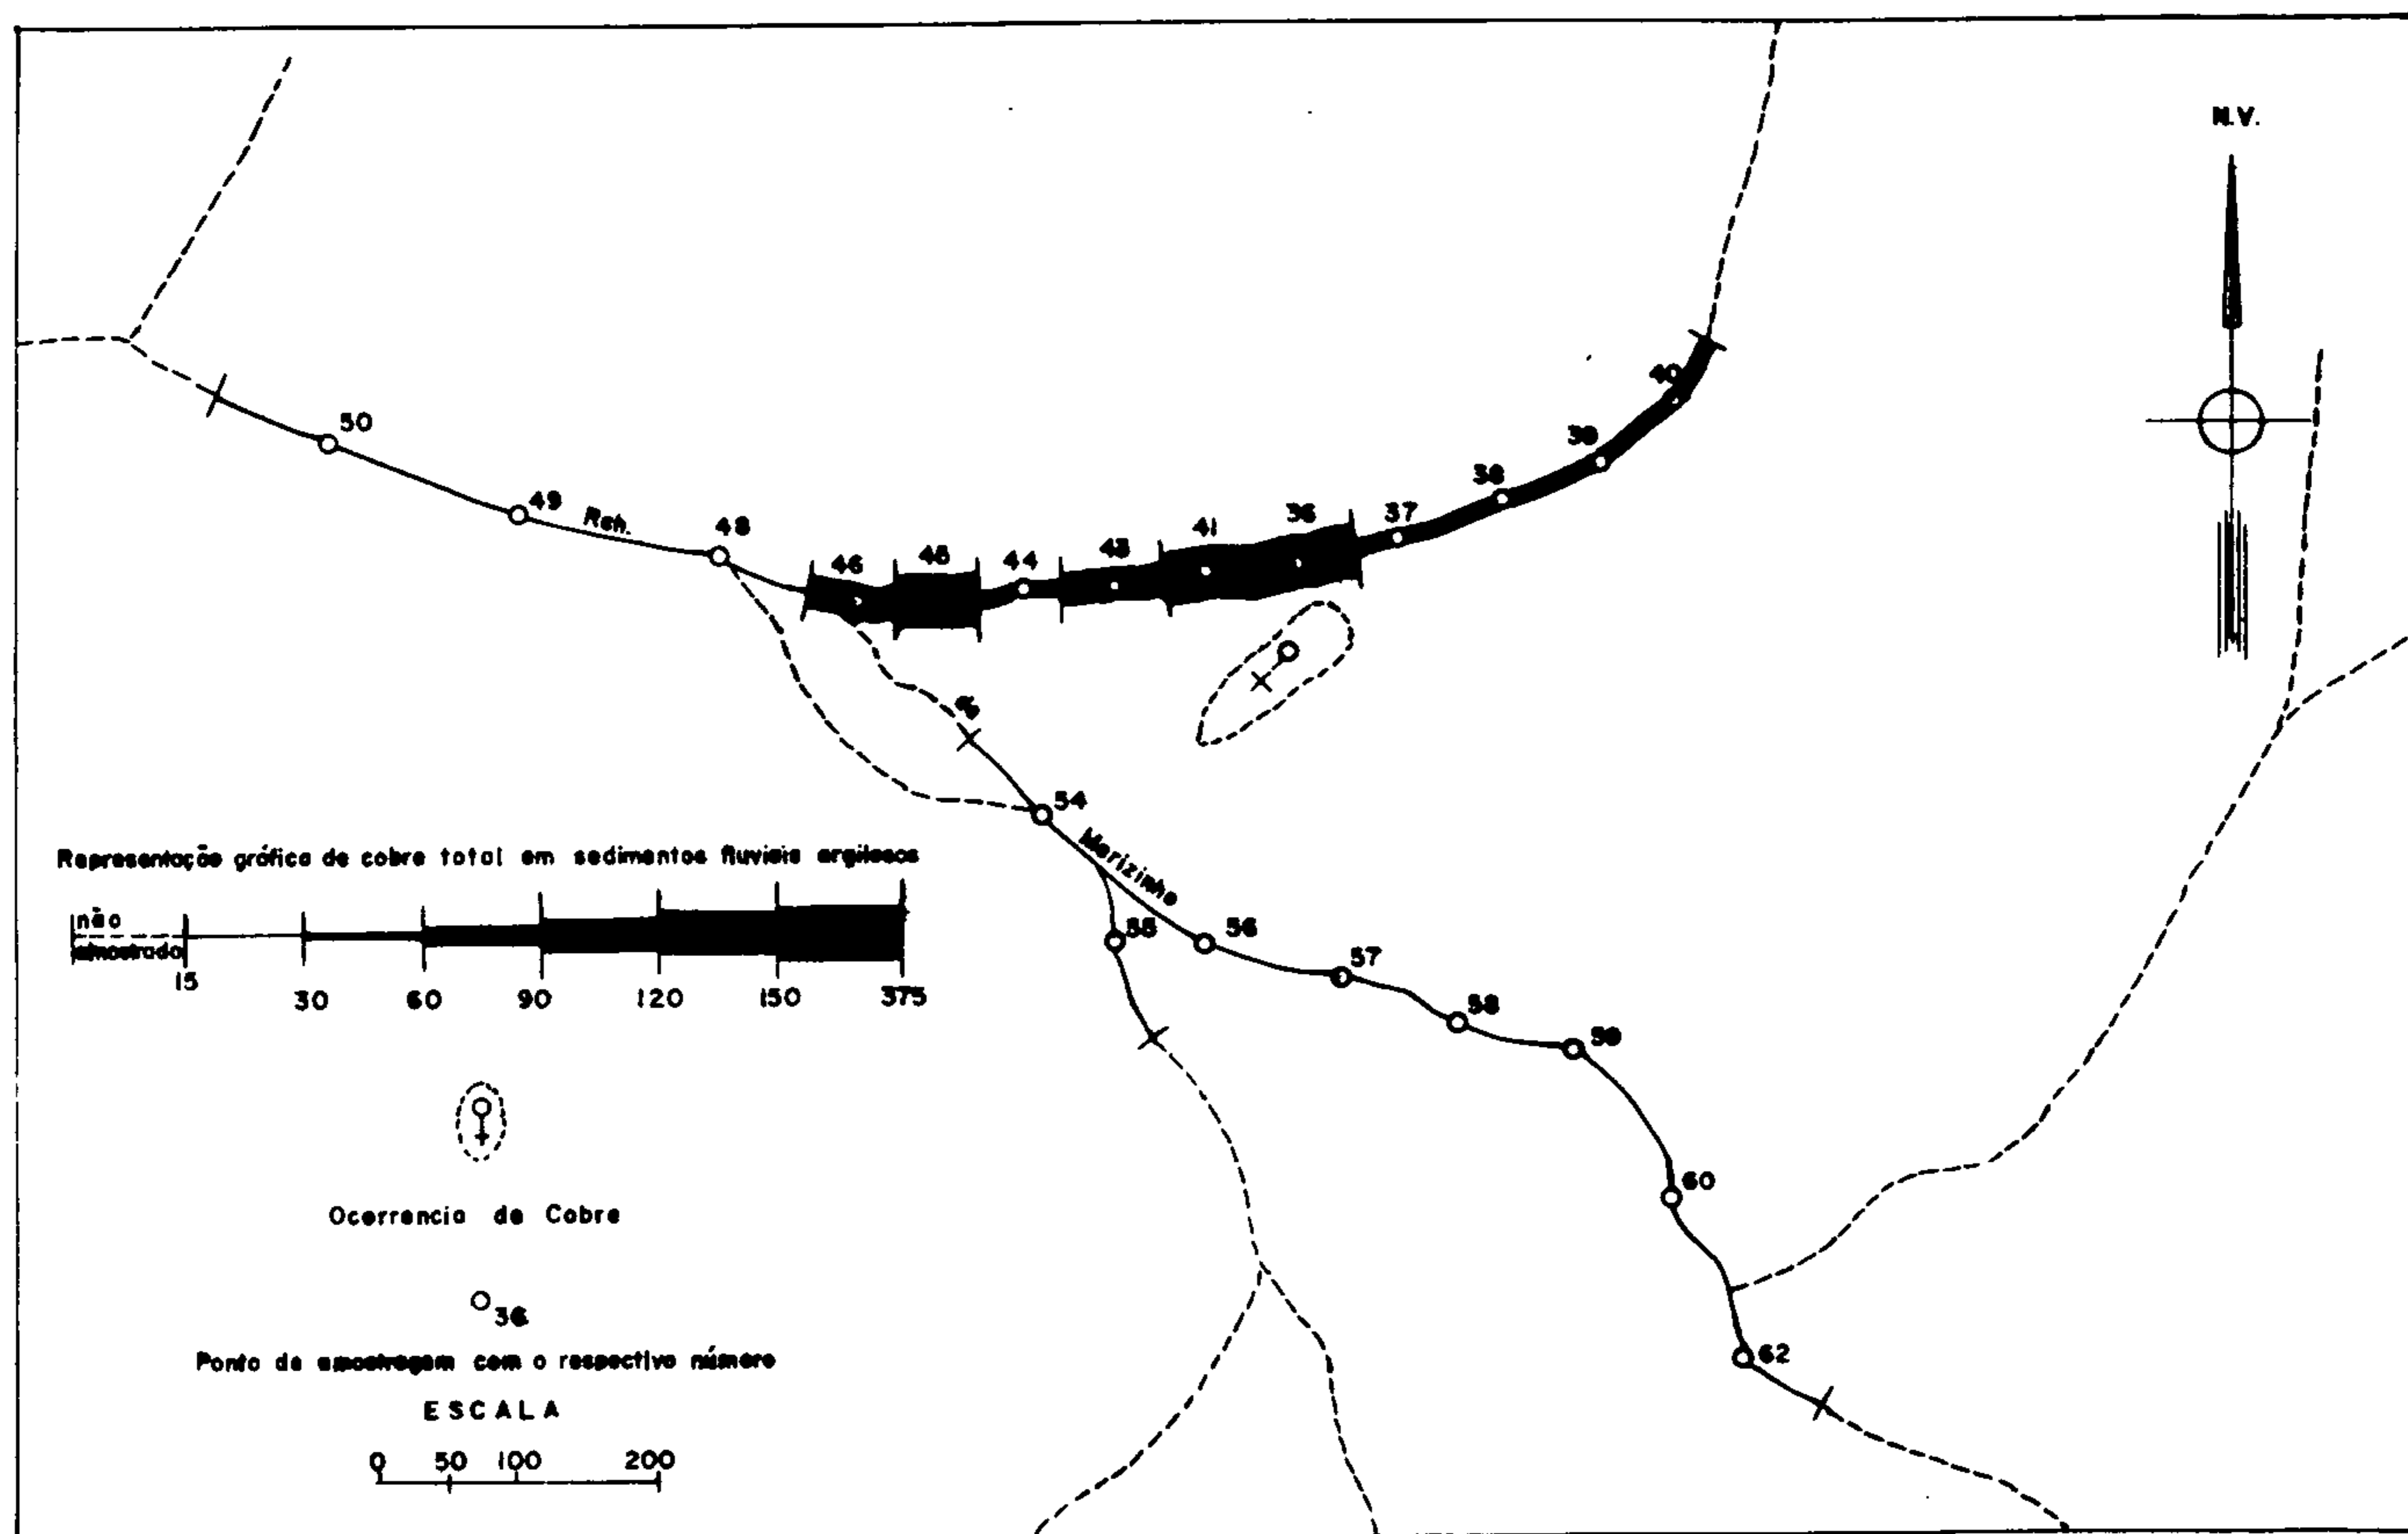 N.V.
50
49
Rch.
48
46
45
44
43
41
36
37
38
39
40
do
54
Marizinho
55
56
57
58
59
60
62
Representação gráfica de cobre total em sedimentos fluviais argilosos
não
amostrado
15
30
60
90
120
150
375
Ocorrencia de Cobre
36
Ponto de amostragem com o respectivo número
ESCALA
0 50 100 200